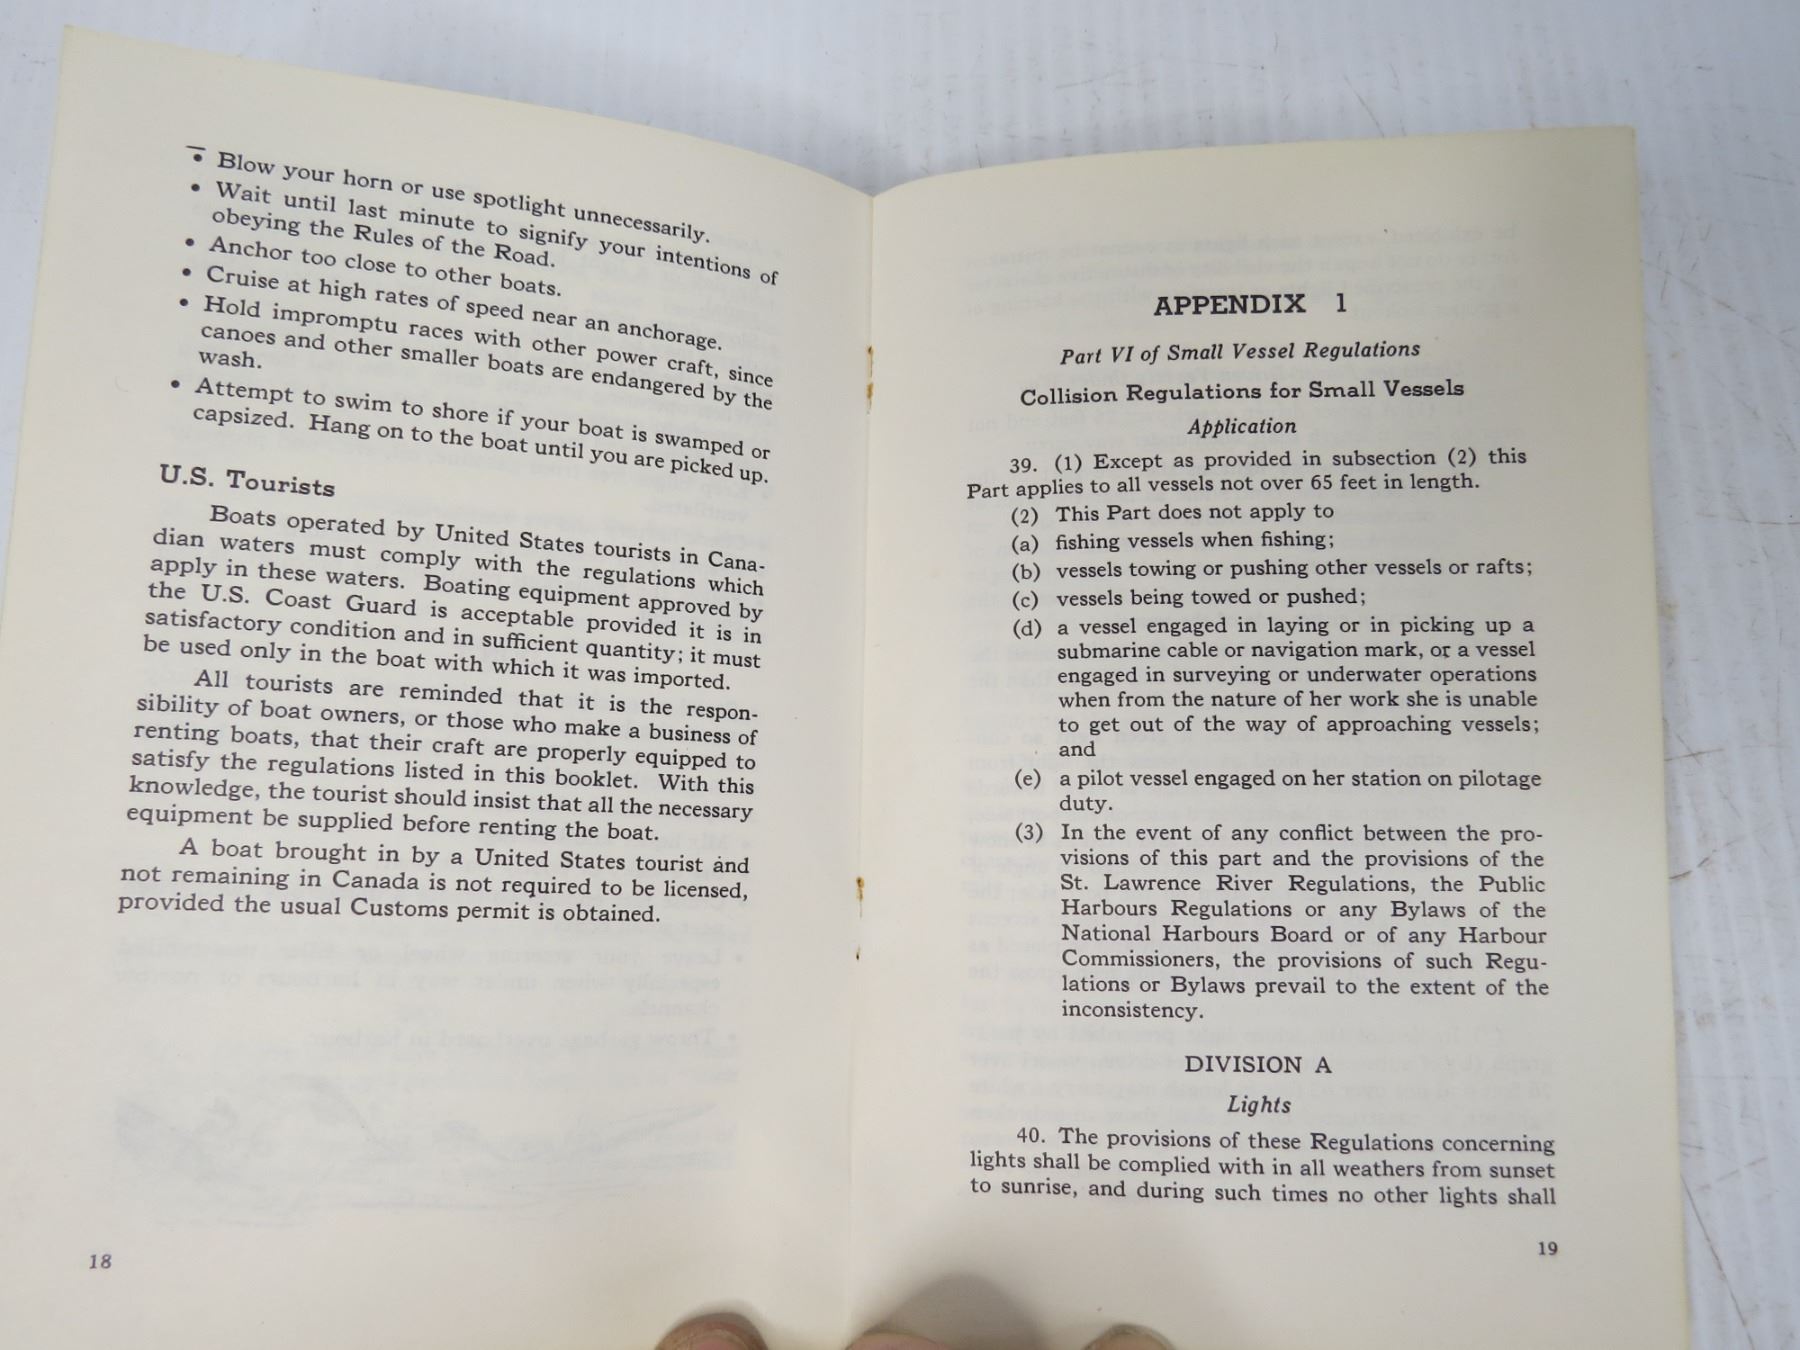 • Blow your horn or use spotlight unnecessarily.
• Wait until last minute to signify your intentions of
obeying the Rules of the Road.
• Anchor too close to other boats.
• Cruise at high rates of speed near an anchorage.
• Hold impromptu races with other power craft, since
canoes and other smaller boats are endangered by the
wash.
• Attempt to swim to shore if your boat is swamped or
capsized. Hang on to the boat until you are picked up.
U.S. Tourists
Boats operated by United States tourists in Cana-
dian waters must comply with the regulations which
apply in these waters. Boating equipment approved by
the U.S. Coast Guard is acceptable provided it is in
satisfactory condition and in sufficient quantity; it must
be used only in the boat with which it was imported.
All tourists are reminded that it is the respon-
sibility of boat owners, or those who make a business of
renting boats, that their craft are properly equipped to
satisfy the regulations listed in this booklet. With this
knowledge, the tourist should insist that all the necessary
equipment be supplied before renting the boat.
A boat brought in by a United States tourist and
not remaining in Canada is not required to be licensed,
provided the usual Customs permit is obtained.
18
APPENDIX 1
Part VI of Small Vessel Regulations
Collision Regulations for Small Vessels
Application
39. (1) Except as provided in subsection (2) this
Part applies to all vessels not over 65 feet in length.
(2) This Part does not apply to
(a) fishing vessels when fishing;
(b) vessels towing or pushing other vessels or rafts;
(c) vessels being towed or pushed;
(d) a vessel engaged in laying or in picking up a
submarine cable or navigation mark, or a vessel
engaged in surveying or underwater operations
when from the nature of her work she is unable
to get out of the way of approaching vessels;
and
(e) a pilot vessel engaged on her station on pilotage
duty.
(3) In the event of any conflict between the pro-
visions of this part and the provisions of the
St. Lawrence River Regulations, the Public
Harbours Regulations or any Bylaws of the
National Harbours Board or of any Harbour
Commissioners, the provisions of such Regu-
lations or Bylaws prevail to the extent of the
inconsistency.
DIVISION A
Lights
40. The provisions of these Regulations concerning
lights shall be complied with in all weathers from sunset
to sunrise, and during such times no other lights shall
19